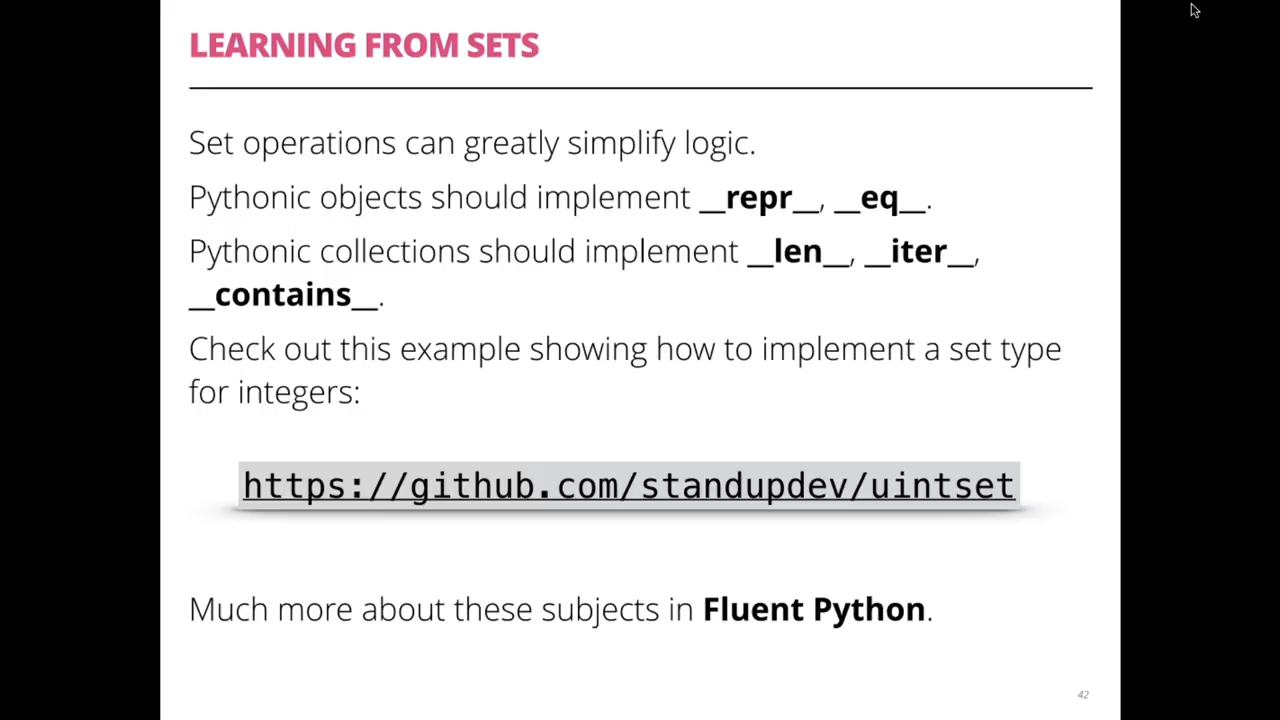 LEARNING FROM SETS
Set operations can greatly simplify logic.
Pythonic objects should implement __repr__, __eq__.
Pythonic collections should implement __len__, __iter__,
__contains__.
Check out this example showing how to implement a set type
for integers:
https://github.com/standupdev/uintset
Much more about these subjects in Fluent Python.
42